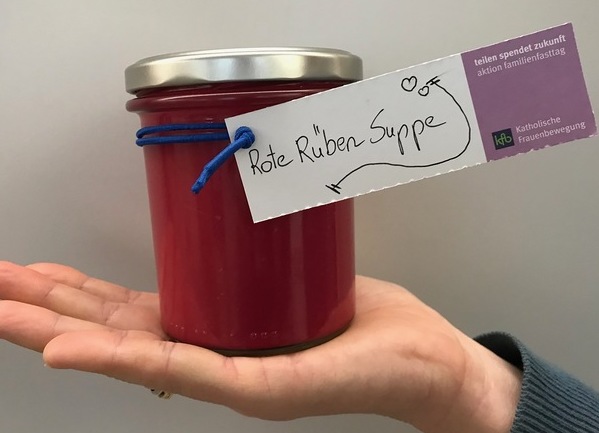 Rote Rüben Suppe
teilen spendet zukunft
aktion familienfasttag
kfb
Katholische
Frauenbewegung